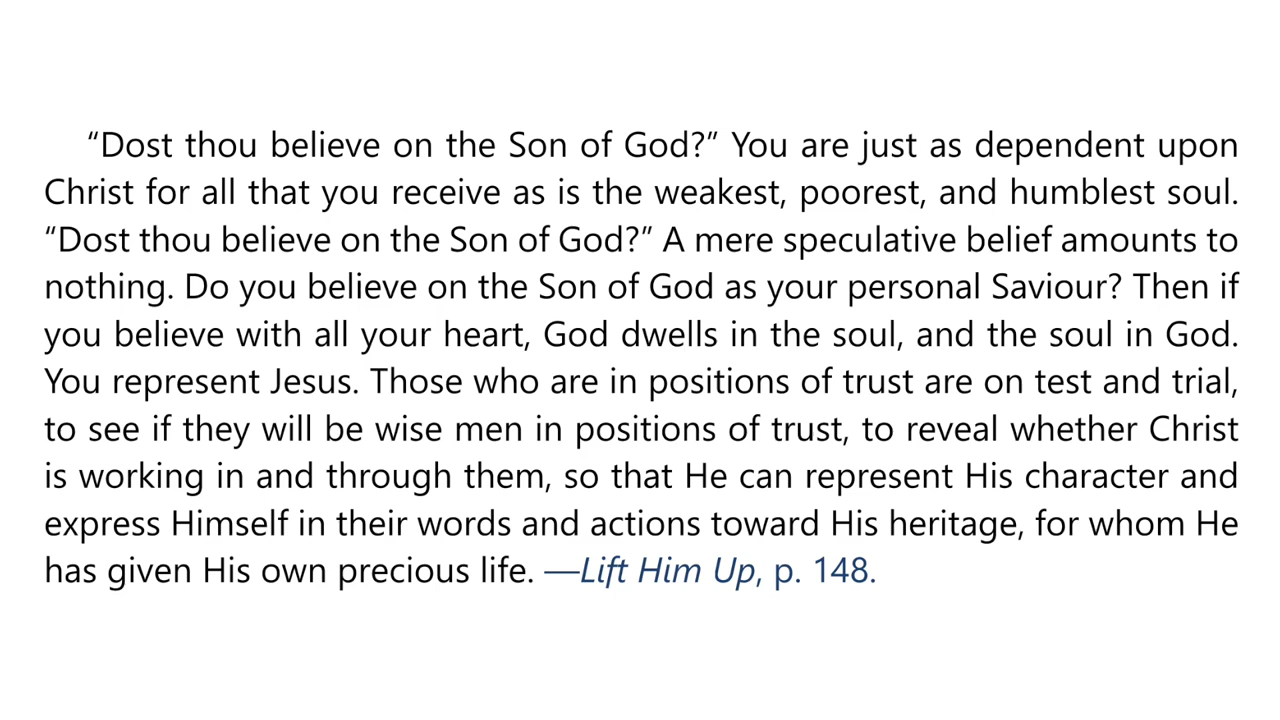 “Dost thou believe on the Son of God?” You are just as dependent upon
Christ for all that you receive as is the weakest, poorest, and humblest soul.
“Dost thou believe on the Son of God?” A mere speculative belief amounts to
nothing. Do you believe on the Son of God as your personal Saviour? Then if
you believe with all your heart, God dwells in the soul, and the soul in God.
You represent Jesus. Those who are in positions of trust are on test and trial,
to see if they will be wise men in positions of trust, to reveal whether Christ
is working in and through them, so that He can represent His character and
express Himself in their words and actions toward His heritage, for whom He
has given His own precious life. —Lift Him Up, p. 148.